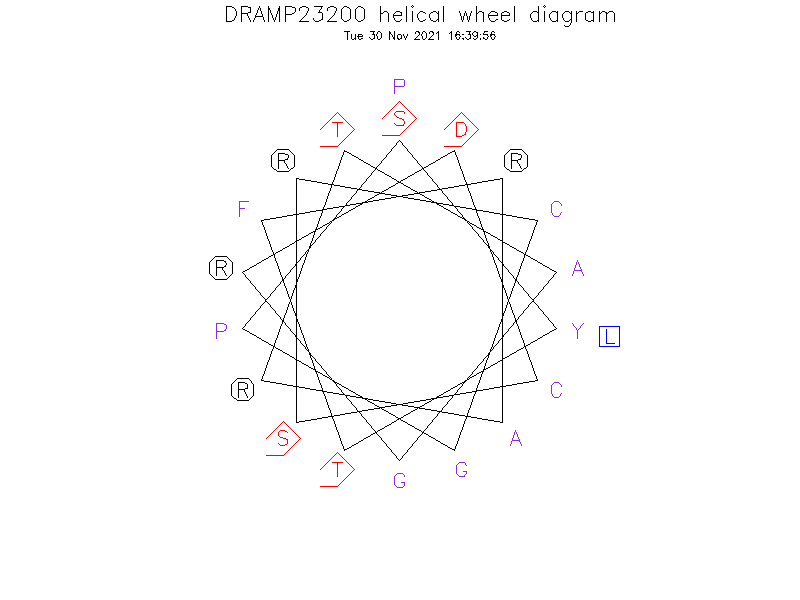 DRAMP23200 helical wheel diagram
Tue 30 Nov 2021 16:39:56
P
T S D
R R
F C
R A
P Y L
R C
S A
T G G